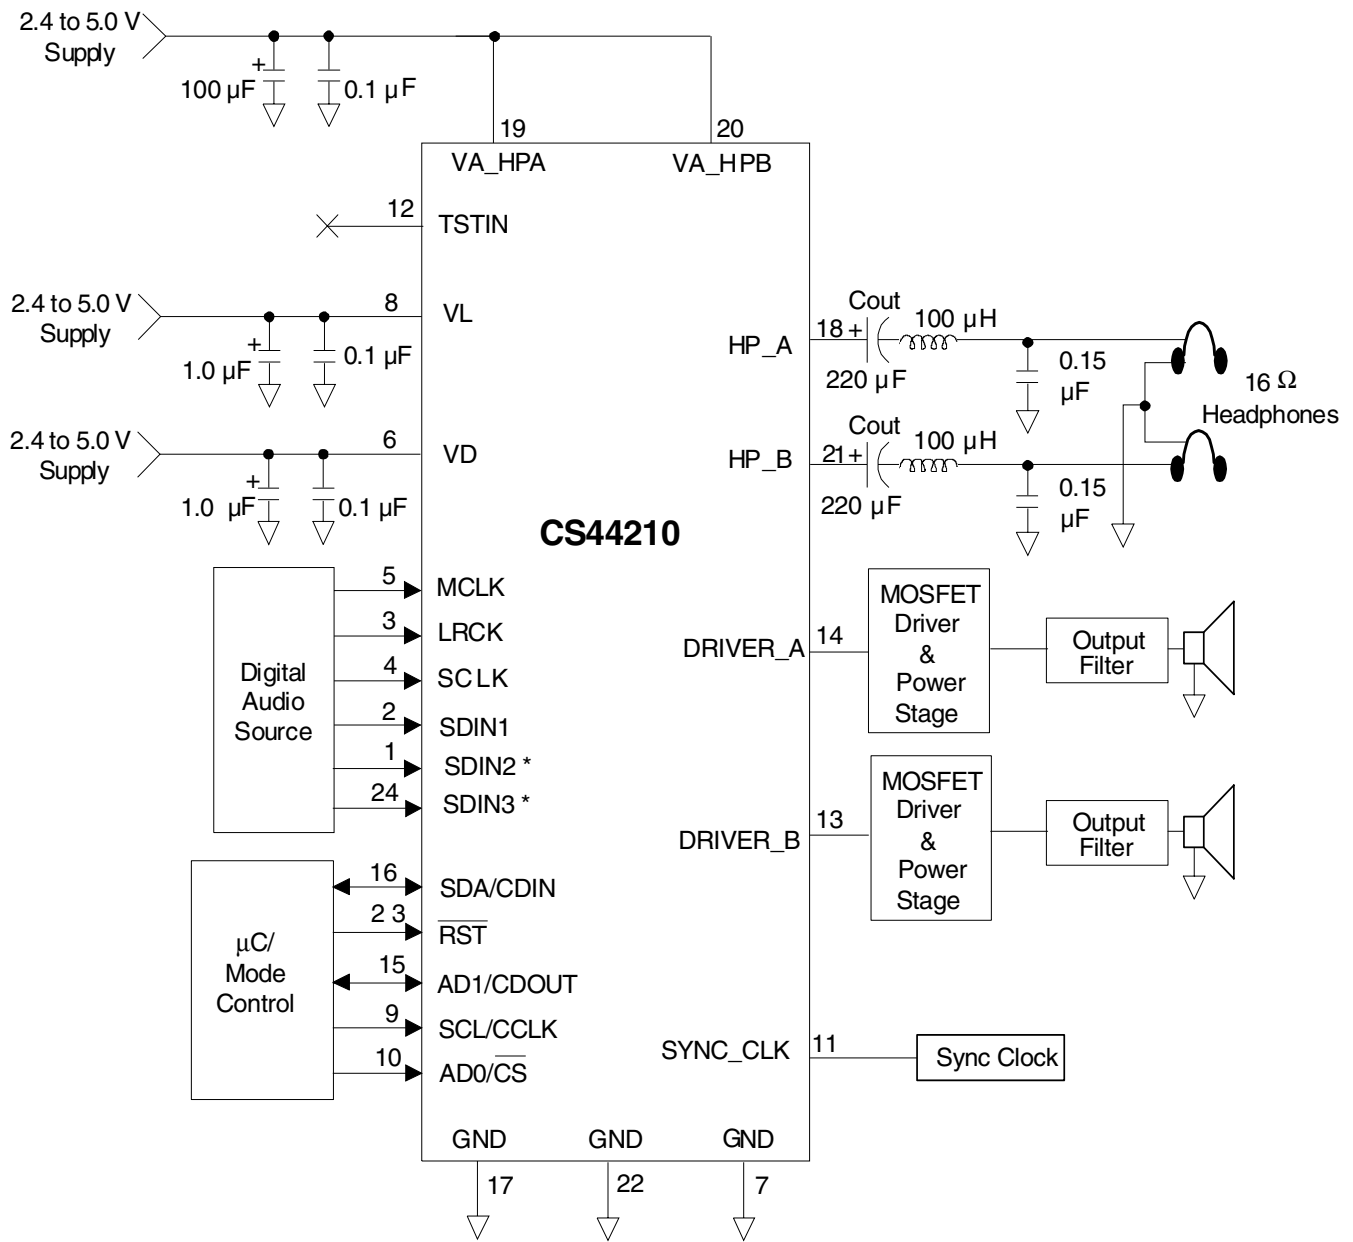 2.4 to 5.0 V
Supply
+
100 µF
0.1 µF
19
20
VA_HPA
VA_HPB
12
TSTIN
2.4 to 5.0 V
Supply
8
VL
+
1.0 µF
0.1 µF
2.4 to 5.0 V
Supply
6
VD
+
1.0 µF
0.1 µF
HP_A
18
+
Cout
220 µF
100 µH
0.15
µF
HP_B
21
+
Cout
220 µF
100 µH
0.15
µF
16 Ω
Headphones
CS44210
Digital
Audio
Source
5
MCLK
3
LRCK
4
SCLK
2
SDIN1
1
SDIN2 *
24
SDIN3 *
DRIVER_A
14
MOSFET
Driver
&
Power
Stage
Output
Filter
DRIVER_B
13
MOSFET
Driver
&
Power
Stage
Output
Filter
µC/
Mode
Control
16
SDA/CDIN
2 3
RST
15
AD1/CDOUT
9
SCL/CCLK
10
AD0/CS
SYNC_CLK
11
Sync Clock
GND
GND
GND
17
22
7